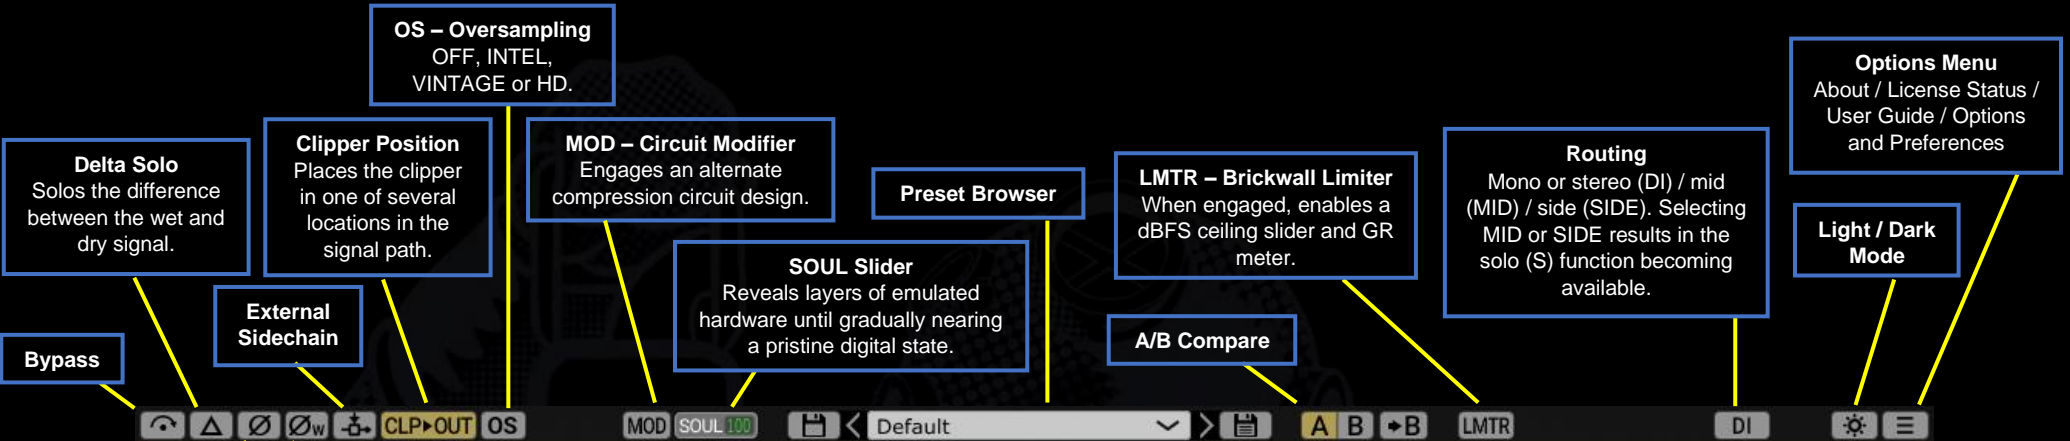 OS – Oversampling
OFF, INTEL,
VINTAGE or HD.
Options Menu
About / License Status /
User Guide / Options
and Preferences
Delta Solo
Solos the difference
between the wet and
dry signal.
Clipper Position
Places the clipper
in one of several
locations in the
signal path.
MOD – Circuit Modifier
Engages an alternate
compression circuit design.
Preset Browser
LMTR – Brickwall Limiter
When engaged, enables a
dBFS ceiling slider and GR
meter.
Routing
Mono or stereo (DI) / mid
(MID) / side (SIDE). Selecting
MID or SIDE results in the
solo (S) function becoming
available.
Light / Dark
Mode
SOUL Slider
Reveals layers of emulated
hardware until gradually nearing
a pristine digital state.
External
Sidechain
A/B Compare
Bypass
Δ Ø Øw CLP▸OUT OS MOD SOUL 100 Default A B →B LMTR DI